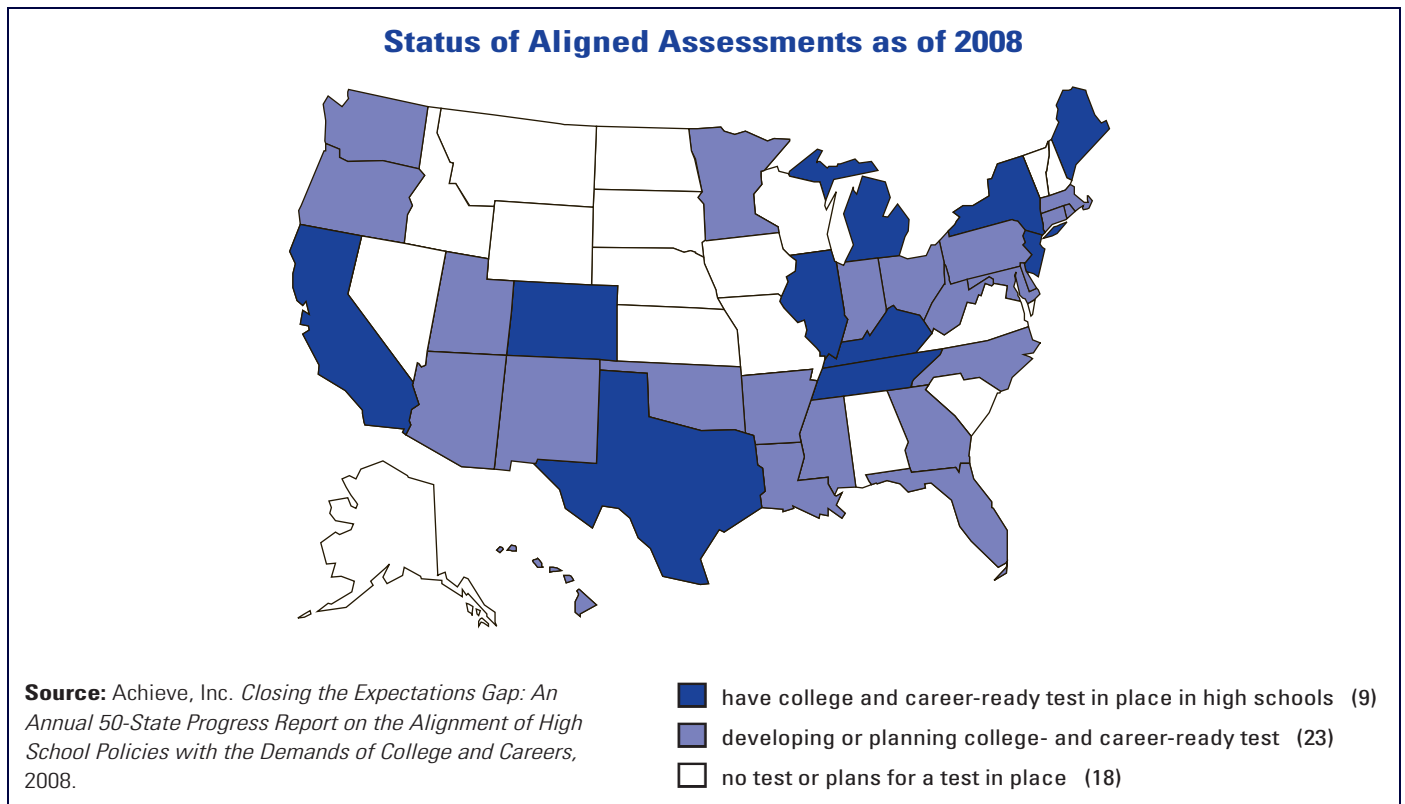 Status of Aligned Assessments as of 2008
Source: Achieve, Inc. Closing the Expectations Gap: An
Annual 50-State Progress Report on the Alignment of High
School Policies with the Demands of College and Careers,
2008.
have college and career-ready test in place in high schools (9)
developing or planning college- and career-ready test (23)
no test or plans for a test in place (18)